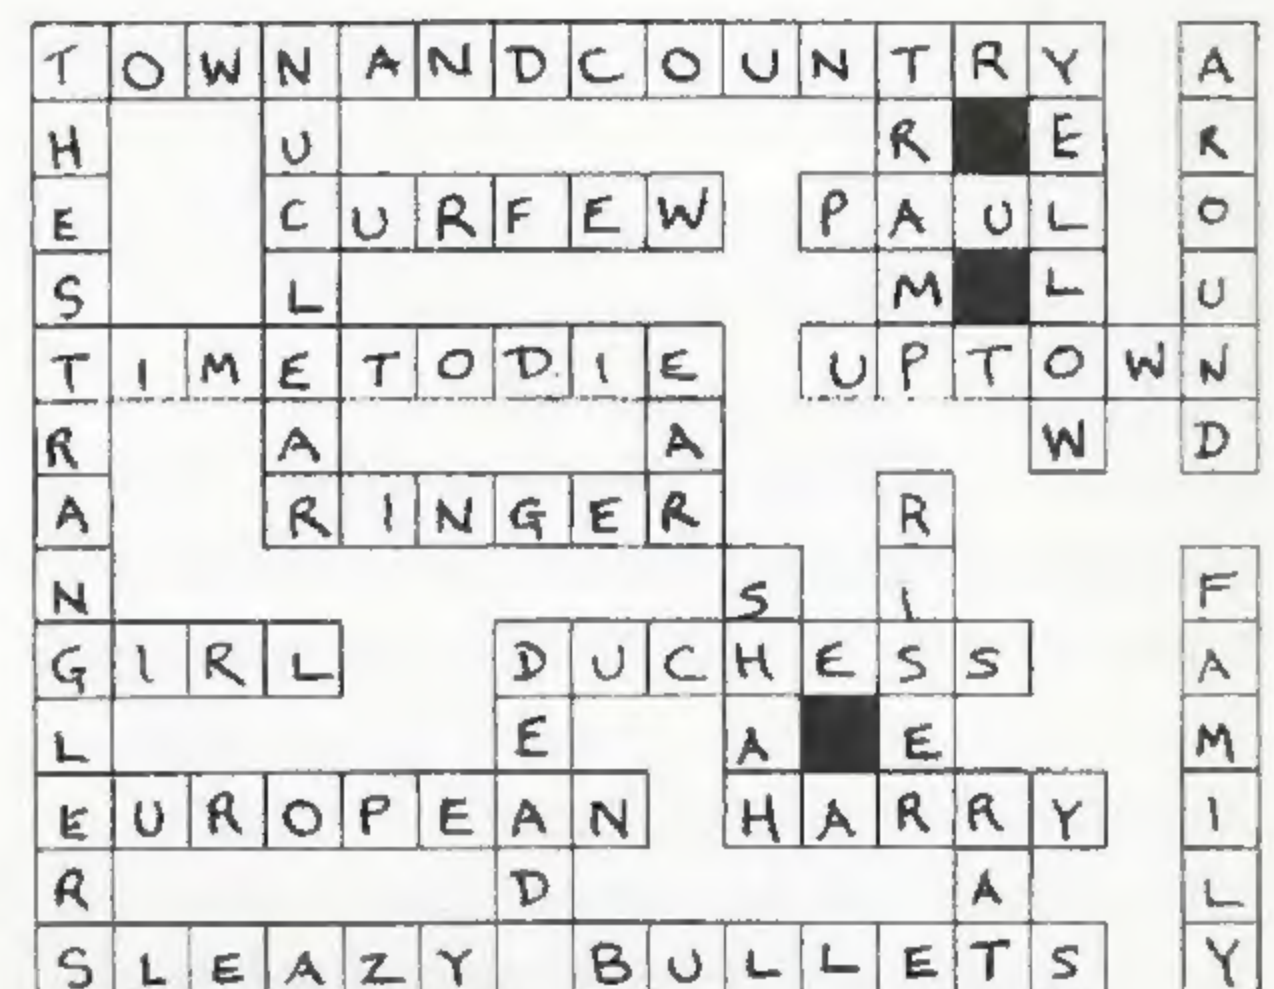 TOWNANDCOUNTRY A
H U R E R
E CURFEW PAUL O
S L M L U
TIMETODIE UPTOWN
R A A W D
A RINGER R
N S I F
GIRL DUCHESS A
L E A E M
EUROPEAN HARRY I
R D A L
SLEAZY BULLETS Y